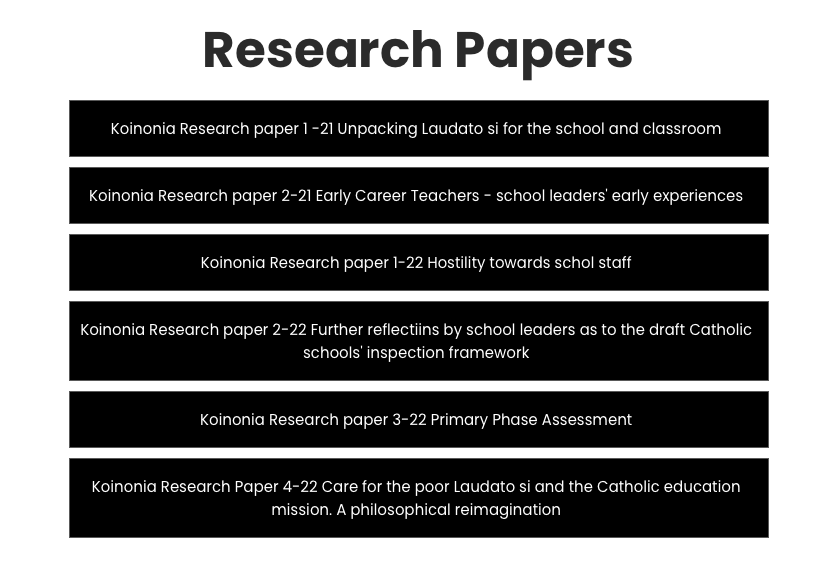 Research Papers
Koinonia Research paper 1 -21 Unpacking Laudato si for the school and classroom
Koinonia Research paper 2-21 Early Career Teachers - school leaders' early experiences
Koinonia Research paper 1-22 Hostility towards schol staff
Koinonia Research paper 2-22 Further reflectiins by school leaders as to the draft Catholic
schools' inspection framework
Koinonia Research paper 3-22 Primary Phase Assessment
Koinonia Research Paper 4-22 Care for the poor Laudato si and the Catholic education
mission. A philosophical reimagination